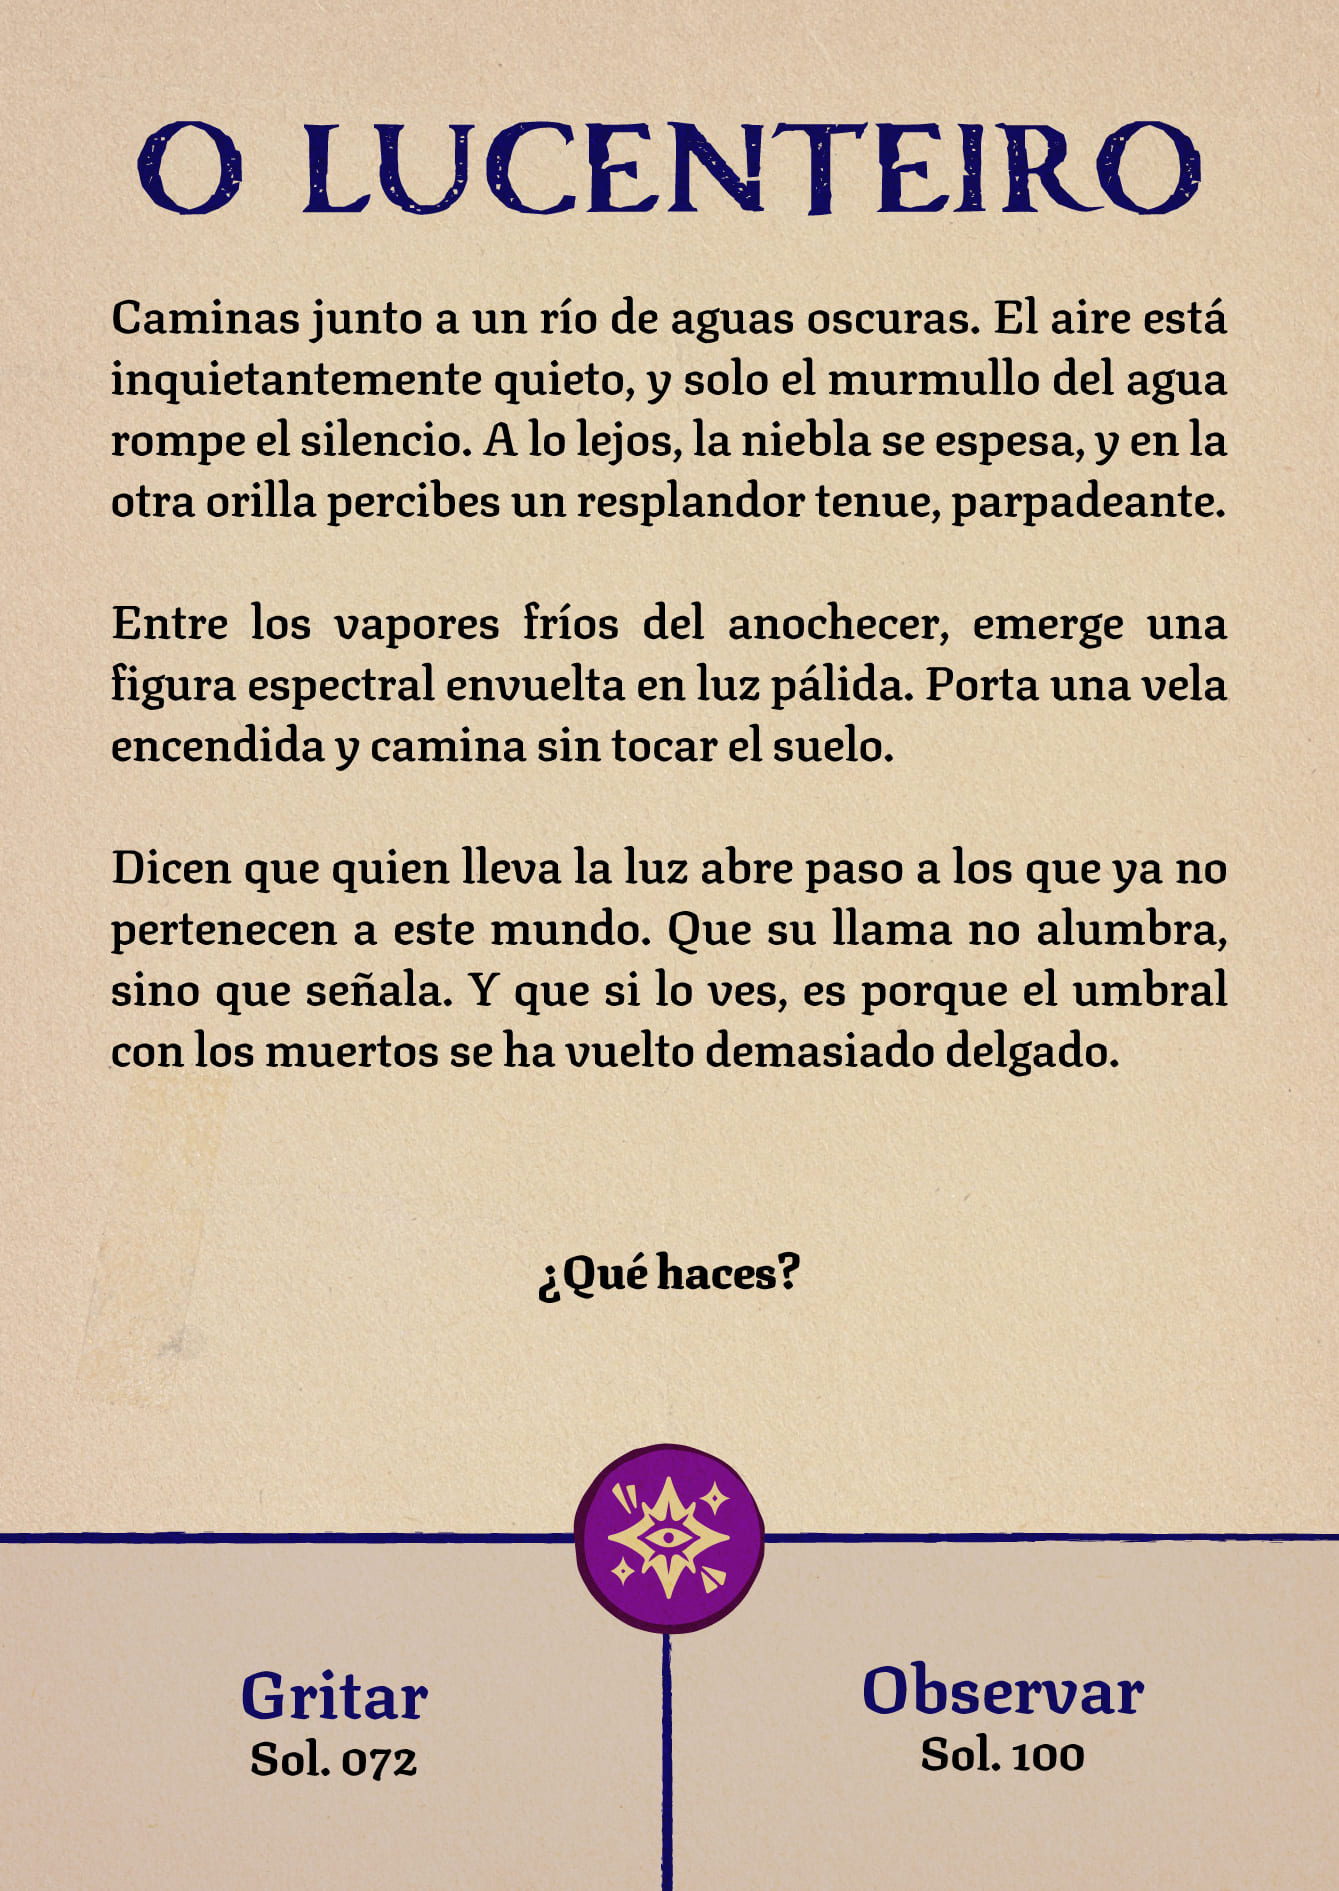 O LUCENTEIRO
Caminas junto a un río de aguas oscuras. El aire está
inquietantemente quieto, y solo el murmullo del agua
rompe el silencio. A lo lejos, la niebla se espesa, y en la
otra orilla percibes un resplandor tenue, parpadeante.
Entre los vapores fríos del anochecer, emerge una
figura espectral envuelta en luz pálida. Porta una vela
encendida y camina sin tocar el suelo.
Dicen que quien lleva la luz abre paso a los que ya no
pertenecen a este mundo. Que su llama no alumbra,
sino que señala. Y que si lo ves, es porque el umbral
con los muertos se ha vuelto demasiado delgado.
¿Qué haces?
Gritar
Sol. 072
Observar
Sol. 100